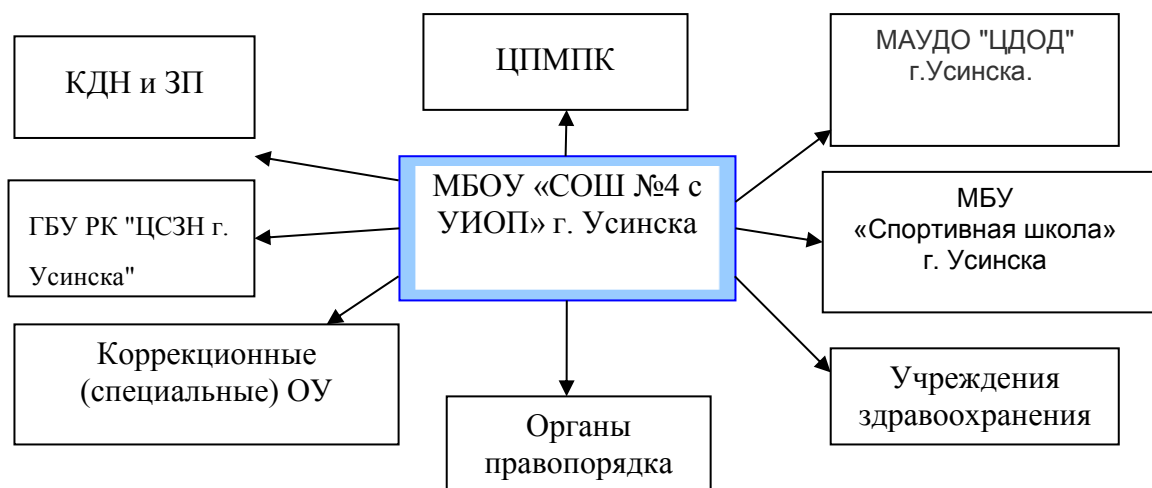 КДН и ЗП
ЦПМПК
МАУДО "ЦДОД"
г.Усинска.
ГБУ РК "ЦСЗН г.
Усинска"
МБОУ «СОШ №4 с
УИОП» г. Усинска
МБУ
«Спортивная школа»
г. Усинска
Коррекционные
(специальные) ОУ
Органы
правопорядка
Учреждения
здравоохранения